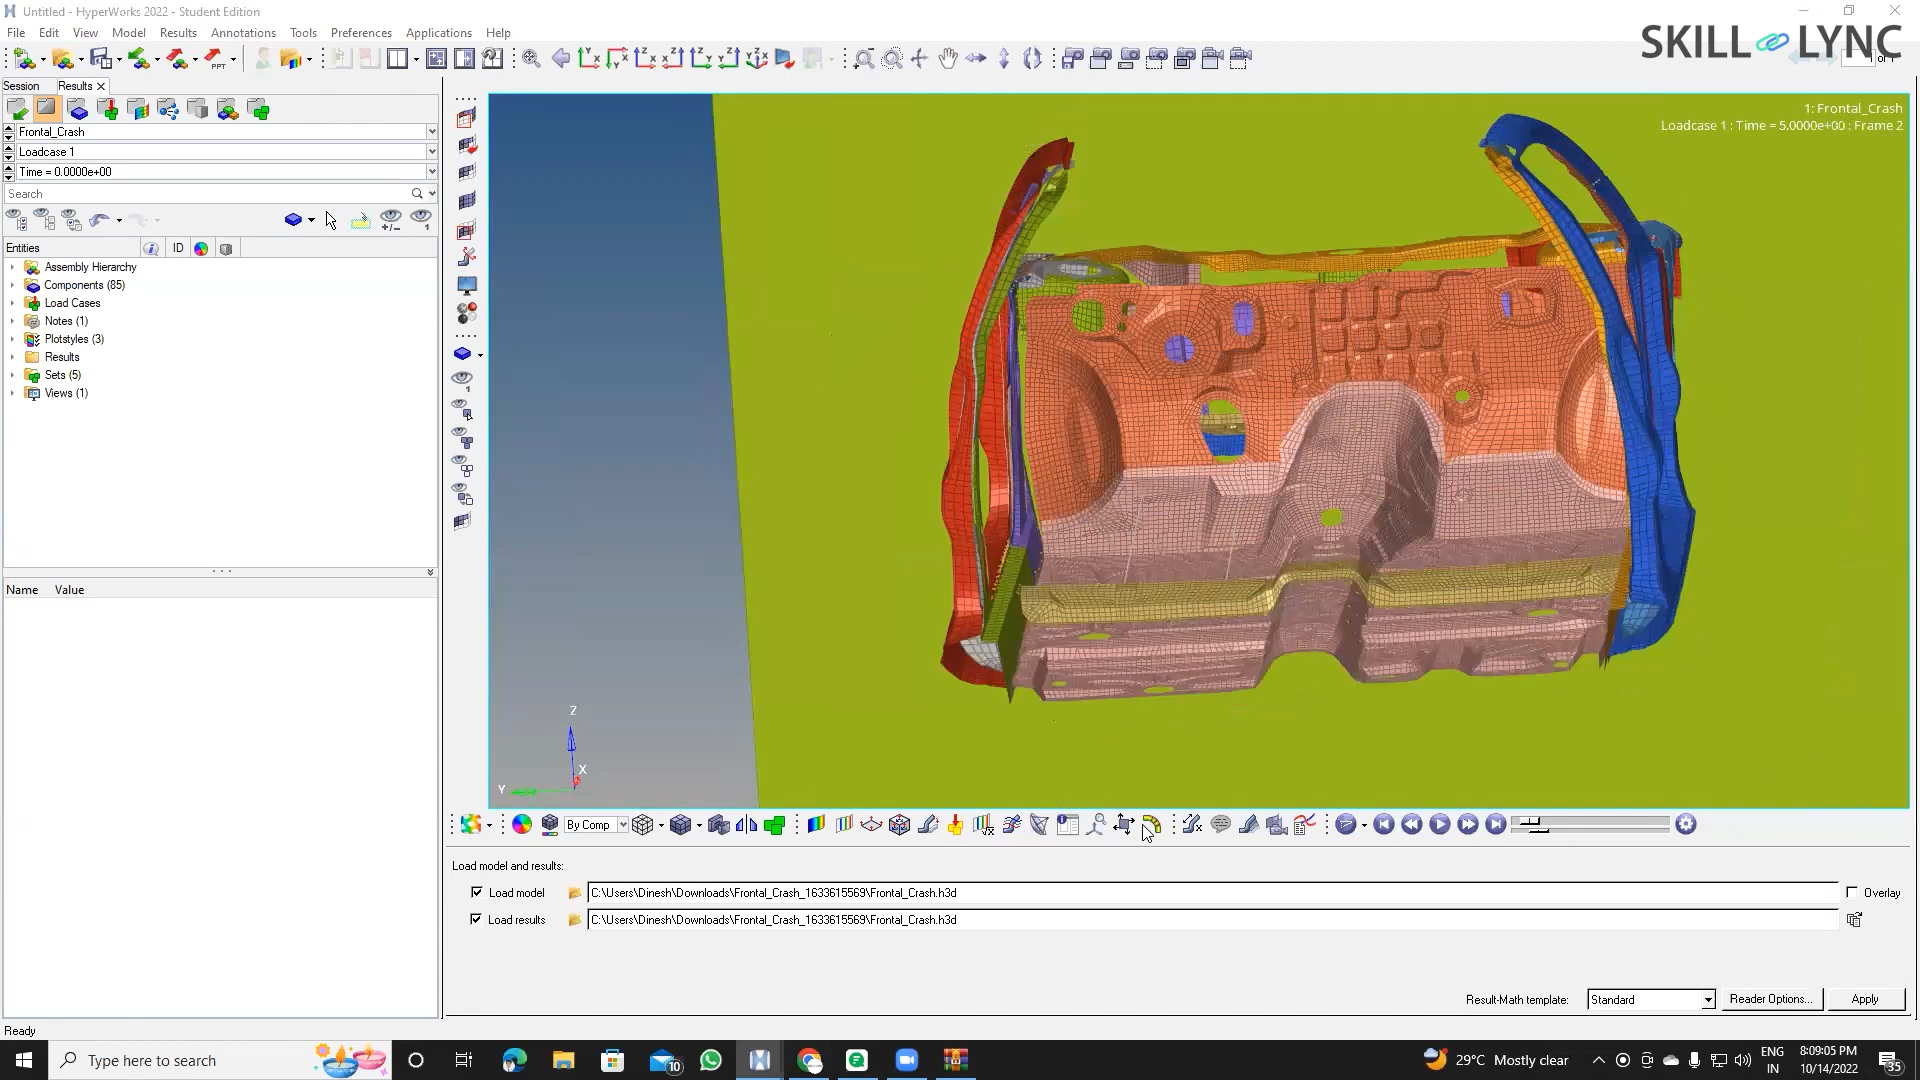 Untitled - HyperWorks 2022 - Student Edition
File Edit View Model Results Annotations Tools Preferences Applications Help
SKILL LYNC
Session Results
Frontal_Crash
Loadcase 1
Time = 0.0000e+00
Search
Entities ID
Assembly Hierarchy
Components (85)
Load Cases
Notes (1)
Plotstyles (3)
Results
Sets (5)
Views (1)
Name Value
1: Frontal_Crash
Loadcase 1 : Time = 5.0000e+00 : Frame 2
Z
X
Y
By Comp
Load model and results:
Load model C:\Users\Dinesh\Downloads\Frontal_Crash_1633615569\Frontal_Crash.h3d Overlay
Load results C:\Users\Dinesh\Downloads\Frontal_Crash_1633615569\Frontal_Crash.h3d
Result-Math template: Standard Reader Options... Apply
Ready
Type here to search
10
29°C Mostly clear
ENG
IN
8:09:05 PM
10/14/2022
35